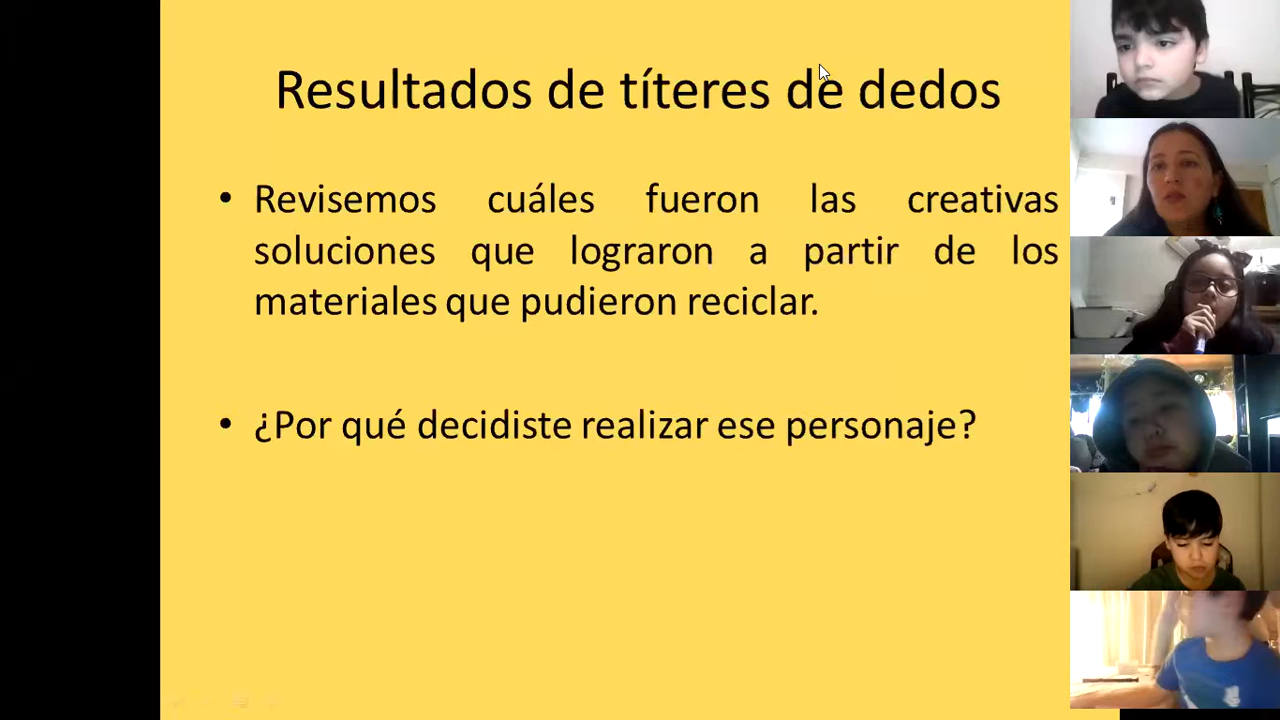 Resultados de títeres de dedos
• Revisemos cuáles fueron las creativas
soluciones que lograron a partir de los
materiales que pudieron reciclar.
• ¿Por qué decidiste realizar ese personaje?